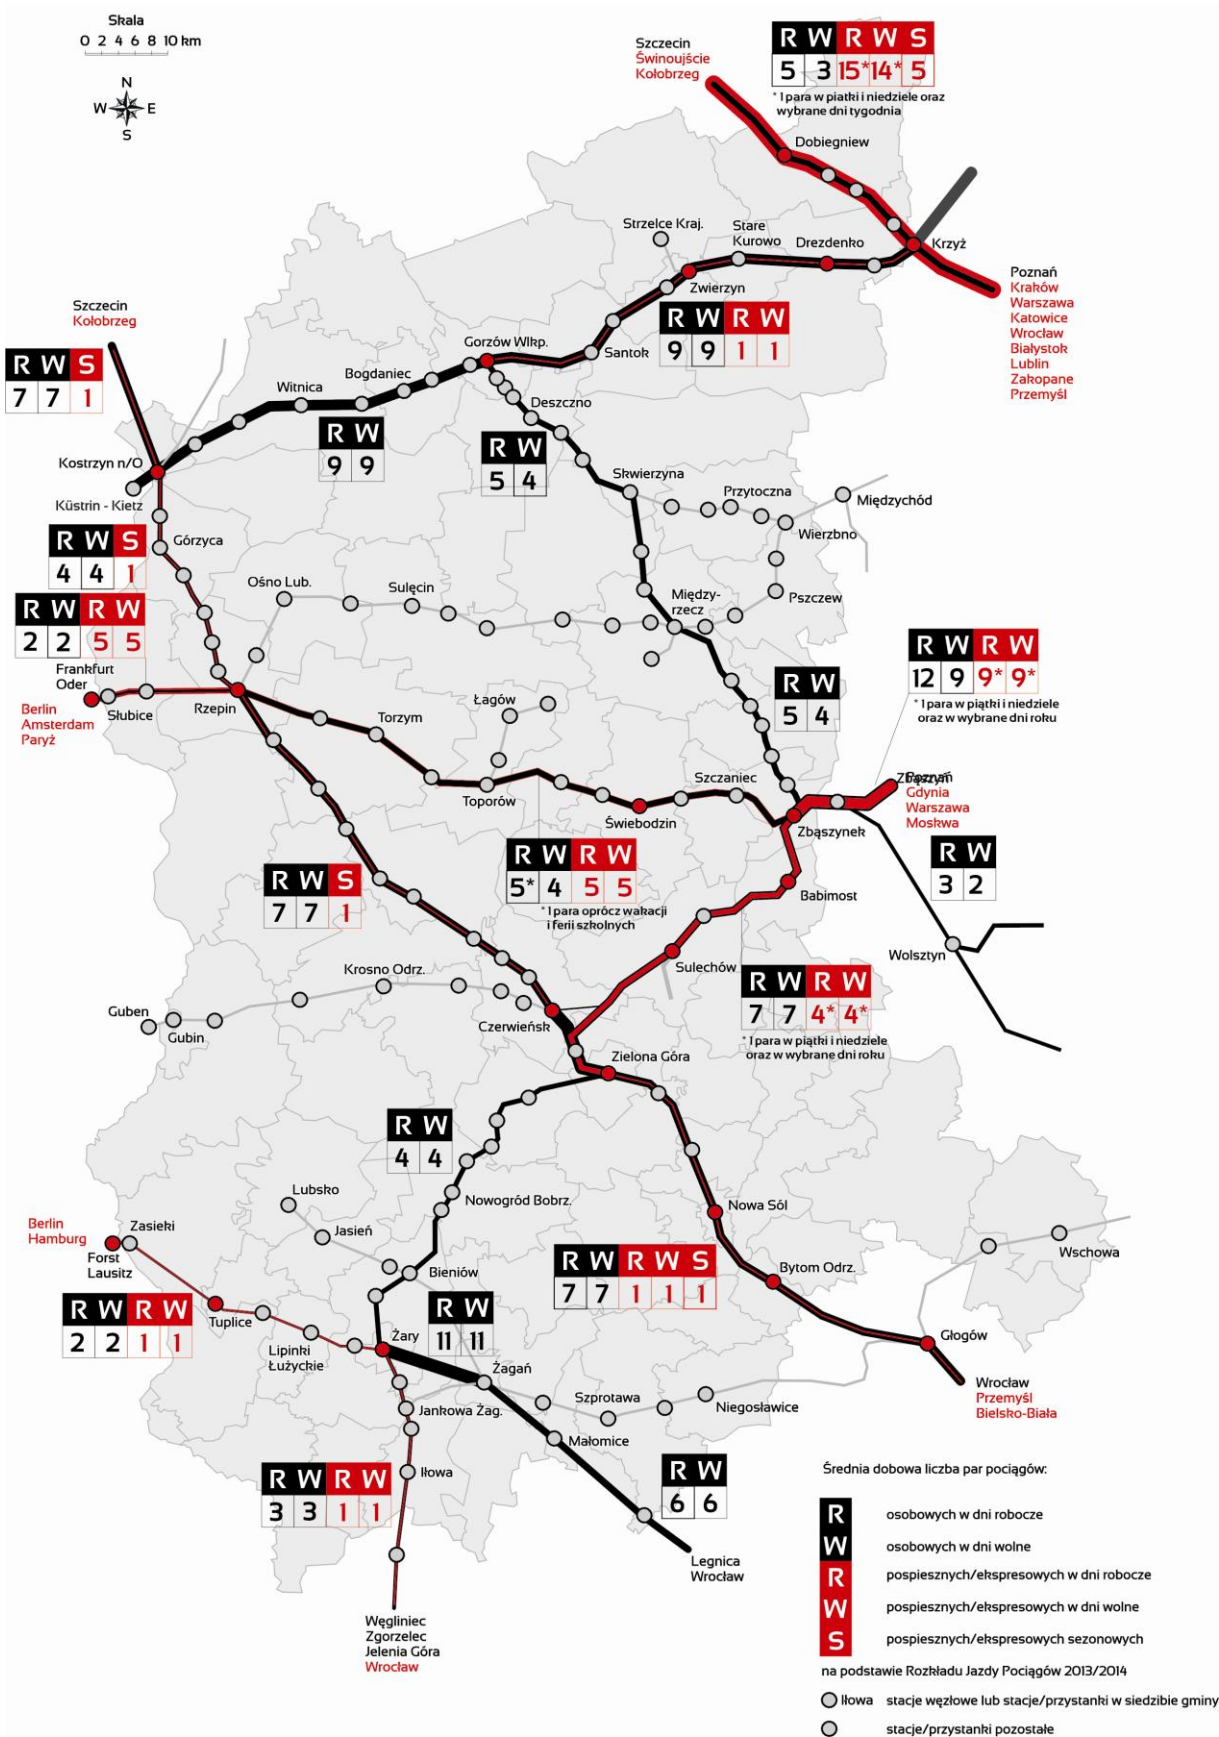 Skala
0 2 4 6 8 10 km
N
W E
S
Szczecin
Świnoujście
Kołobrzeg
R W R W S
5 3 15* 14* 5
* 1 para w piatki i niedziele oraz
wybrane dni tygodnia
Dobiegniew
Strzelce Kraj.
Stare
Kurowo
Drezdenko
Krzyż
Zwierzyn
Poznań
Kraków
Warszawa
Katowice
Wrocław
Białystok
Lublin
Zakopane
Przemyśl
Szczecin
Kołobrzeg
R W S
7 7 1
R W R W
9 9 1 1
Gorzów Wlkp.
Santok
Bogdaniec
Witnica
Deszczno
R W
9 9
R W
5 4
Kostrzyn n/O
Küstrin - Kietz
Skwierzyna
Przytoczna
Międzychód
Wierzbno
R W S
4 4 1
Górzyca
Ośno Lub.
Sulęcin
Między-
rzecz
Pszczew
R W R W
2 2 5 5
Frankfurt
Oder
Berlin
Amsterdam
Paryż
Słubice
Rzepin
Torzym
Łagów
R W
5 4
R W R W
12 9 9* 9*
* 1 para w piątki i niedziele
oraz w wybrane dni roku
Toporów
Szczaniec
Świebodzin
Zbąszyń
Poznań
Gdynia
Warszawa
Moskwa
Zbąszynek
R W
3 2
R W S
7 7 1
R W R W
5* 4 5 5
* 1 para oprócz wakacji
i ferii szkolnych
Babimost
Wolsztyn
Sulechów
Krosno Odrz.
R W R W
7 7 4* 4*
* 1 para w piątki i niedziele
oraz w wybrane dni roku
Guben
Gubin
Czerwieńsk
Zielona Góra
R W
4 4
Lubsko
Nowogród Bobrz.
Nowa Sól
Jasień
Berlin
Hamburg
Zasieki
Forst
Lausitz
Wschowa
Bieniów
R W R W S
7 7 1 1 1
Bytom Odrz.
R W R W
2 2 1 1
Tuplice
Lipinki
Łużyckie
Żary
R W
11 11
Głogów
Żagań
Szprotawa
Jankowa Żag.
Niegosławice
Wrocław
Przemyśl
Bielsko-Biała
Małomice
R W R W
3 3 1 1
Iłowa
R W
6 6
Legnica
Wrocław
Węgliniec
Zgorzelec
Jelenia Góra
Wrocław
Średnia dobowa liczba par pociągów:
R osobowych w dni robocze
W osobowych w dni wolne
R pospiesznych/ekspresowych w dni robocze
W pospiesznych/ekspresowych w dni wolne
S pospiesznych/ekspresowych sezonowych
na podstawie Rozkładu Jazdy Pociągów 2013/2014
Iłowa stacje węzłowe lub stacje/przystanki w siedzibie gminy
stacje/przystanki pozostałe